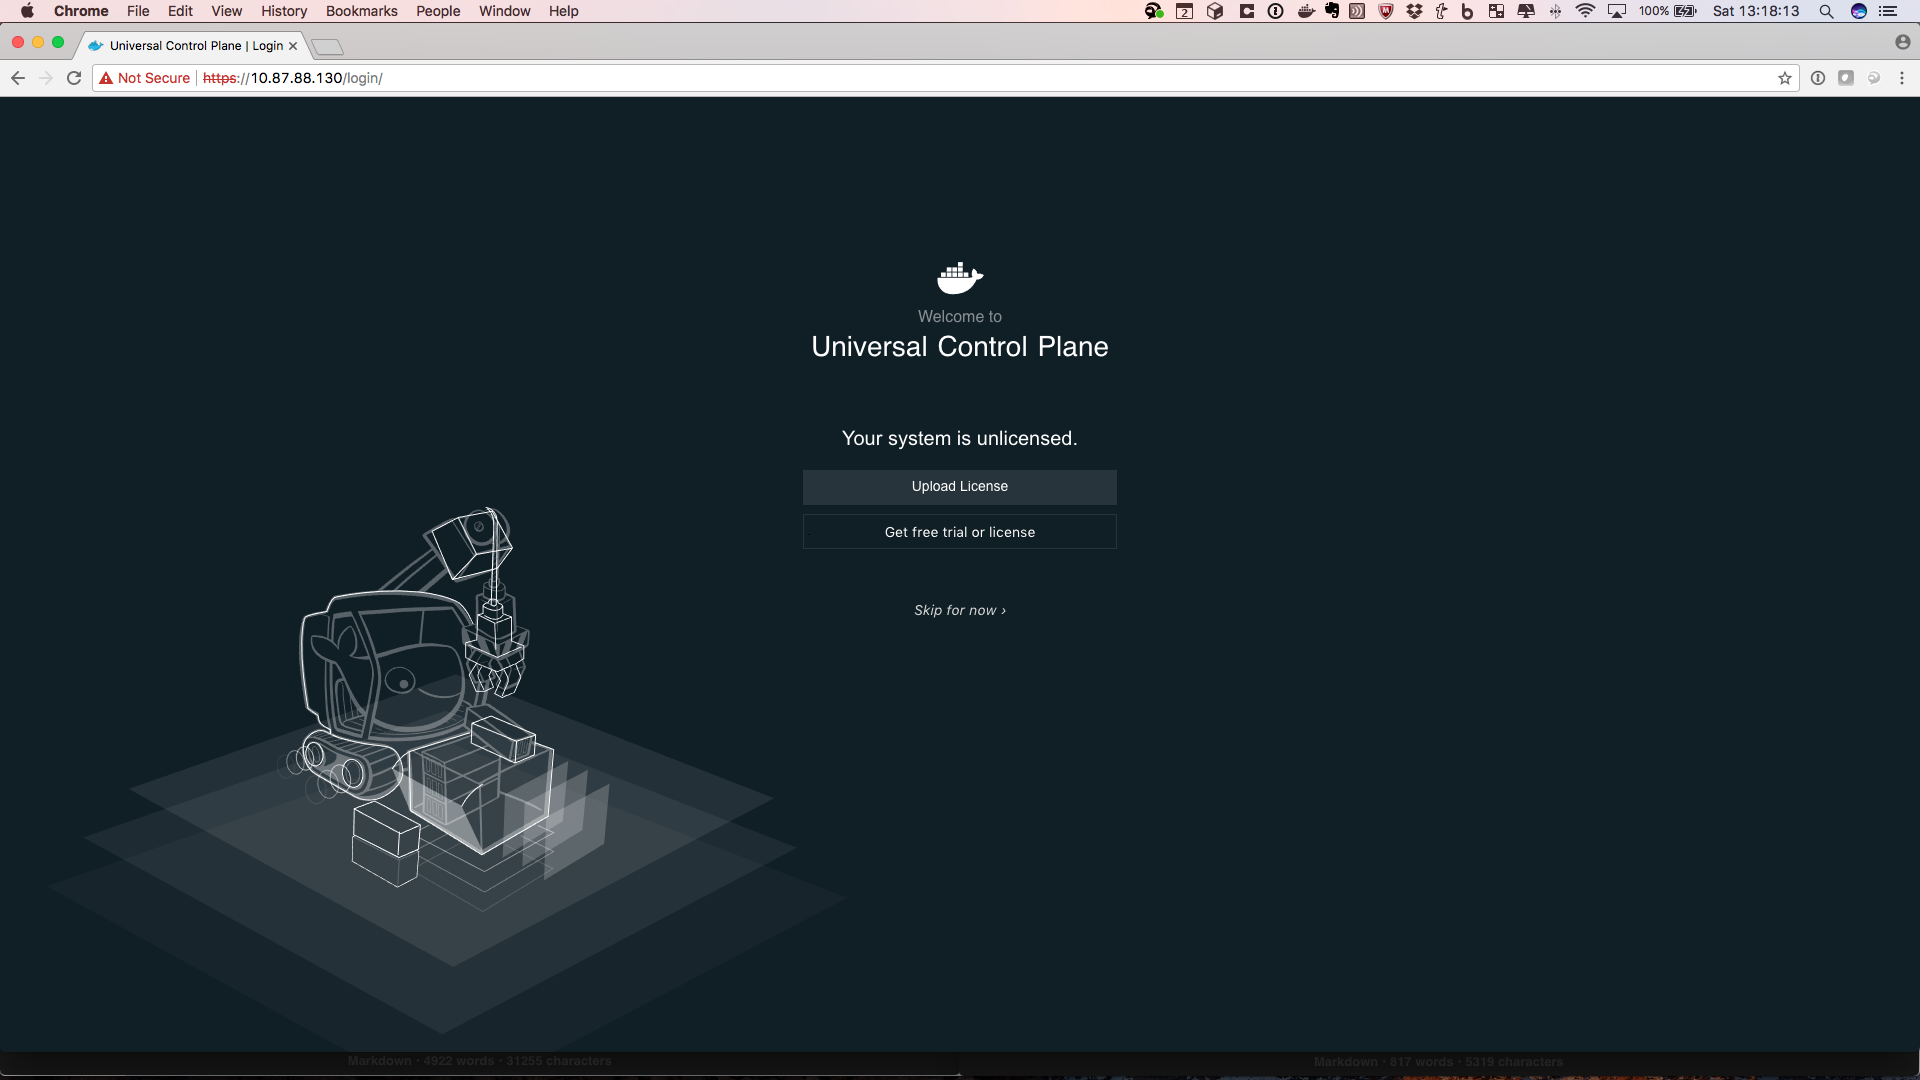 Chrome File Edit View History Bookmarks People Window Help 2 100% Sat 13:18:13
Universal Control Plane | Login
Not Secure https://10.87.88.130/login/
Welcome to
Universal Control Plane
Your system is unlicensed.
Upload License
Get free trial or license
Skip for now ›
Markdown • 4922 words • 31255 characters
Markdown • 817 words • 5319 characters